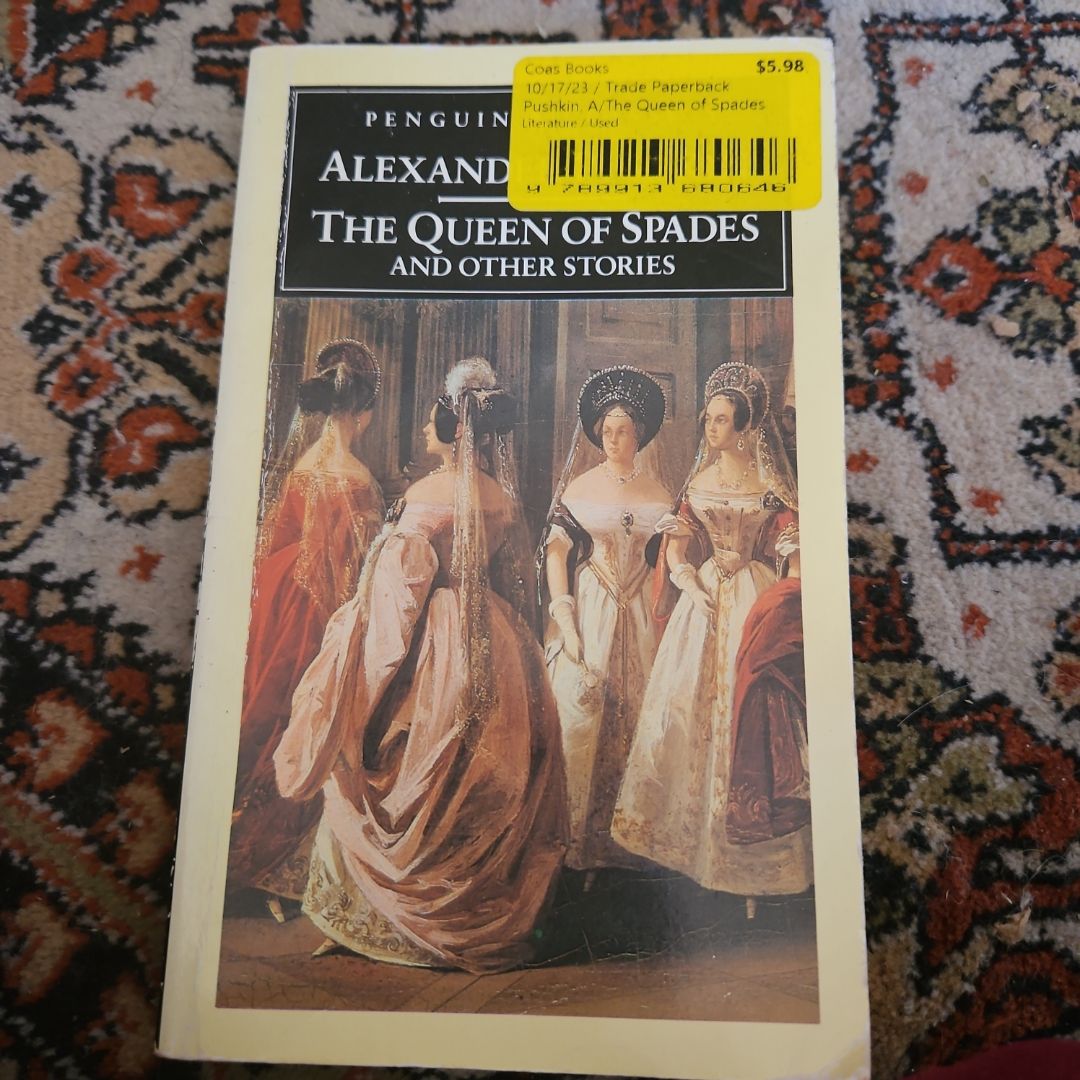 Coas Books $5.98
10/17/23 / Trade Paperback
Pushkin, A/The Queen of Spades
Literature / Used
9 789913 680646
PENGUIN
ALEXAND
THE QUEEN OF SPADES
AND OTHER STORIES